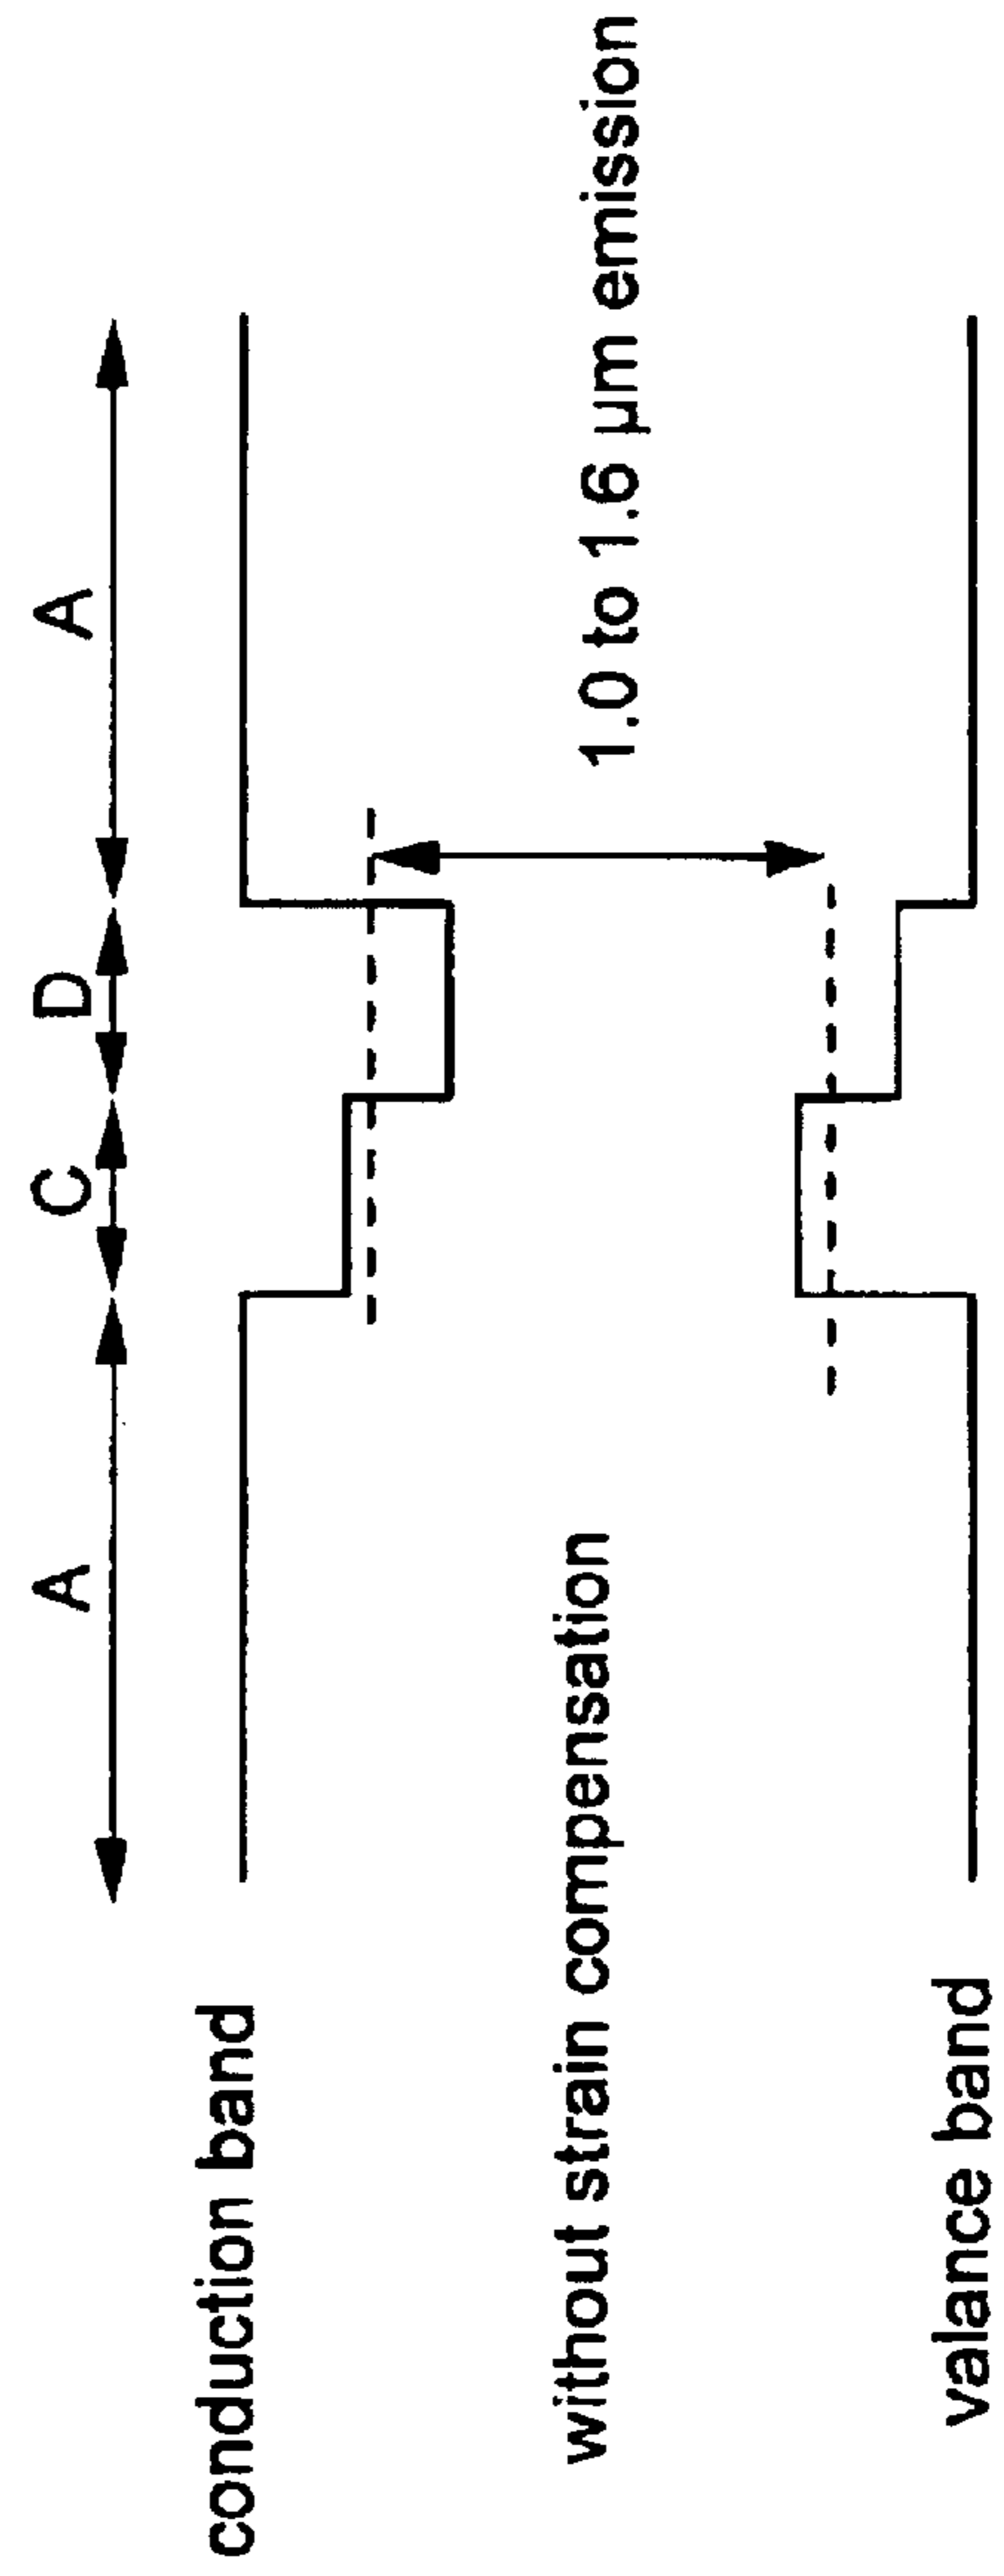 A
C
D
A
conduction band
1.0 to 1.6 µm emission
without strain compensation
valance band